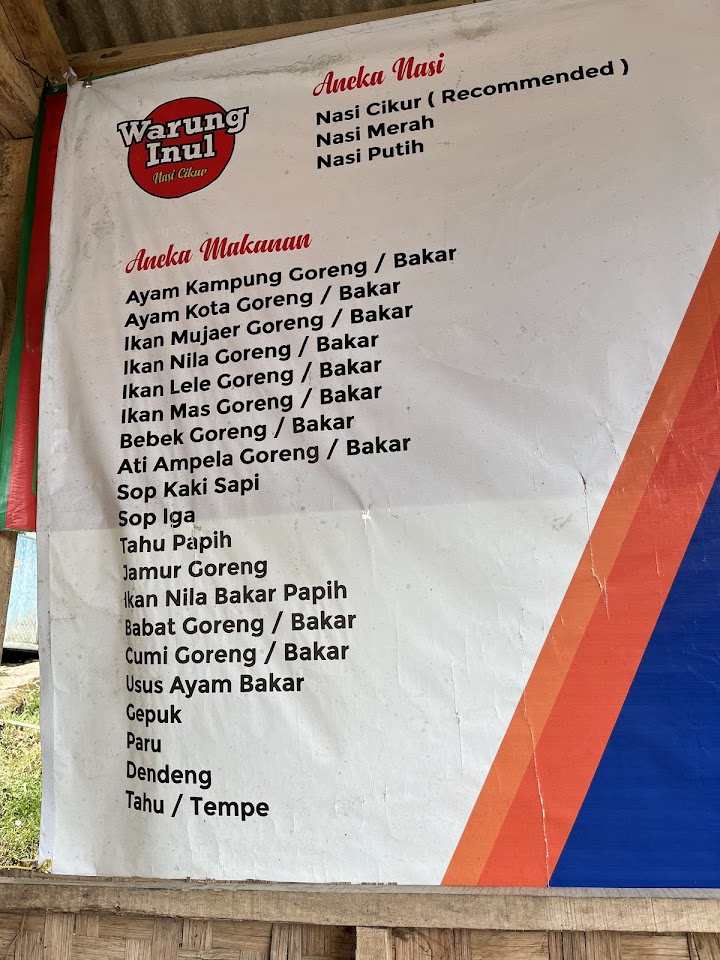 Warung
Inul
Nasi Cikur
Aneka Nasi
Nasi Cikur ( Recommended )
Nasi Merah
Nasi Putih
Aneka Makanan
Ayam Kampung Goreng / Bakar
Ayam Kota Goreng / Bakar
Ikan Mujaer Goreng / Bakar
Ikan Nila Goreng / Bakar
Ikan Lele Goreng / Bakar
Ikan Mas Goreng / Bakar
Bebek Goreng / Bakar
Ati Ampela Goreng / Bakar
Sop Kaki Sapi
Sop Iga
Tahu Papih
Jamur Goreng
Ikan Nila Bakar Papih
Babat Goreng / Bakar
Cumi Goreng / Bakar
Usus Ayam Bakar
Gepuk
Paru
Dendeng
Tahu / Tempe